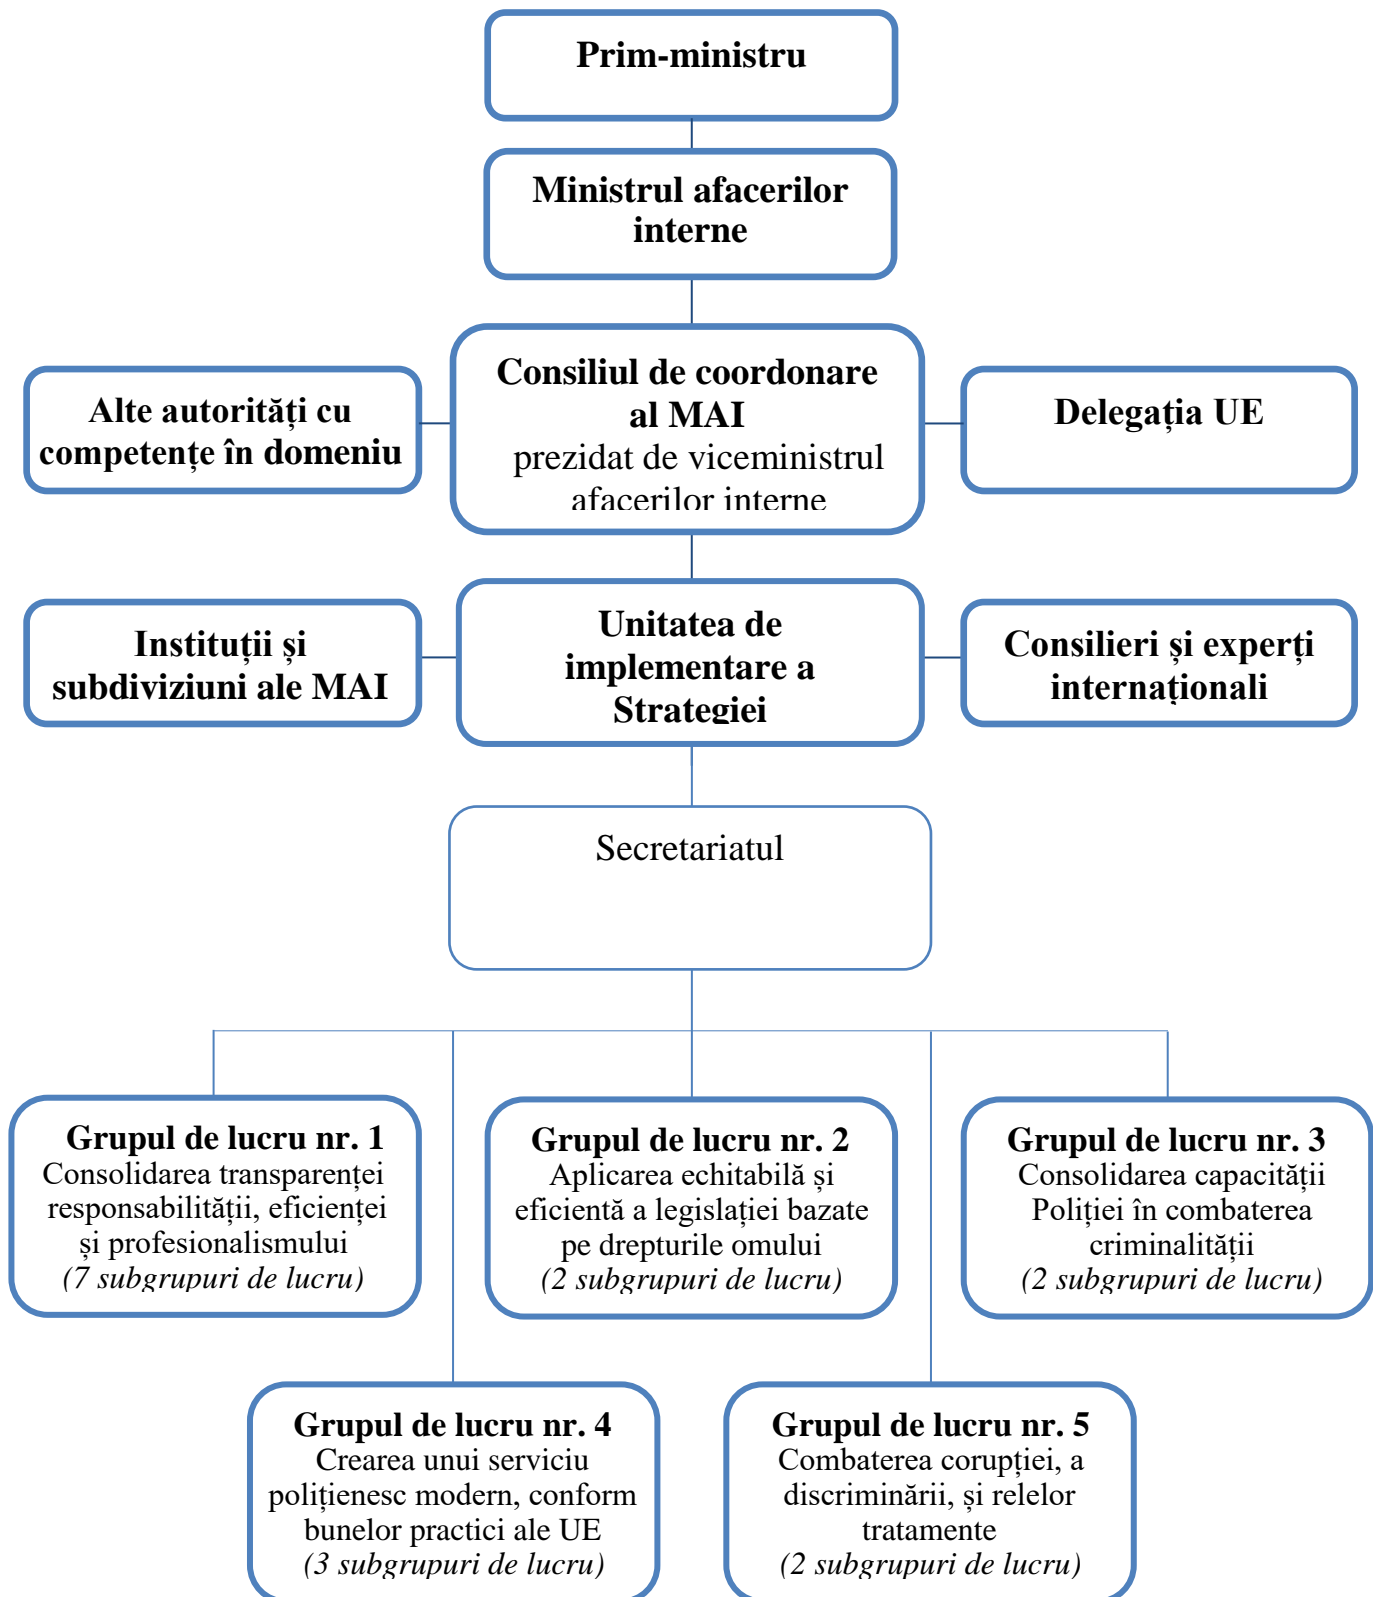 Prim-ministru
Ministrul afacerilor
interne
Consiliul de coordonare
al MAI
prezidat de viceministrul
afacerilor interne
Alte autorități cu
competențe în domeniu
Delegația UE
Unitatea de
implementare a
Strategiei
Instituții și
subdiviziuni ale MAI
Consilieri și experți
internaționali
Secretariatul
Grupul de lucru nr. 1
Consolidarea transparenței
responsabilității, eficienței
și profesionalismului
(7 subgrupuri de lucru)
Grupul de lucru nr. 2
Aplicarea echitabilă și
eficientă a legislației bazate
pe drepturile omului
(2 subgrupuri de lucru)
Grupul de lucru nr. 3
Consolidarea capacității
Poliției în combaterea
criminalității
(2 subgrupuri de lucru)
Grupul de lucru nr. 4
Crearea unui serviciu
polițienesc modern, conform
bunelor practici ale UE
(3 subgrupuri de lucru)
Grupul de lucru nr. 5
Combaterea corupției, a
discriminării, și relelor
tratamente
(2 subgrupuri de lucru)